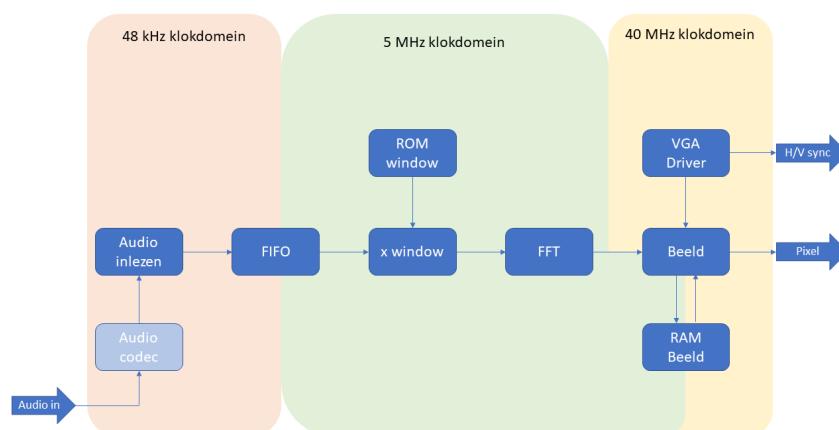 48 kHz klokdomein
5 MHz klokdomein
40 MHz klokdomein
ROM
window
VGA
Driver
H/V sync
Audio
inlezen
FIFO
x window
FFT
Beeld
Pixel
Audio
codec
RAM
Beeld
Audio in